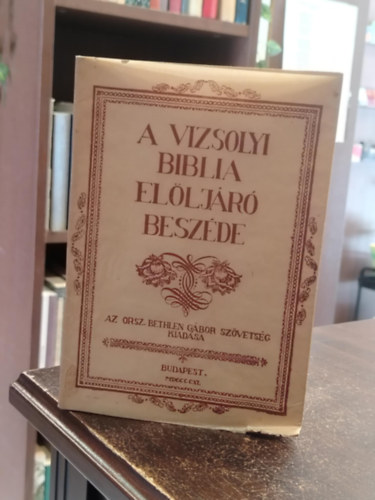 A VIZSOLYI
BIBLIA
ELŐLJÁRÓ
BESZÉDE
AZ ORSZ. BETHLEN GÁBOR SZÖVETSÉG
KIADÁSA
BUDAPEST.